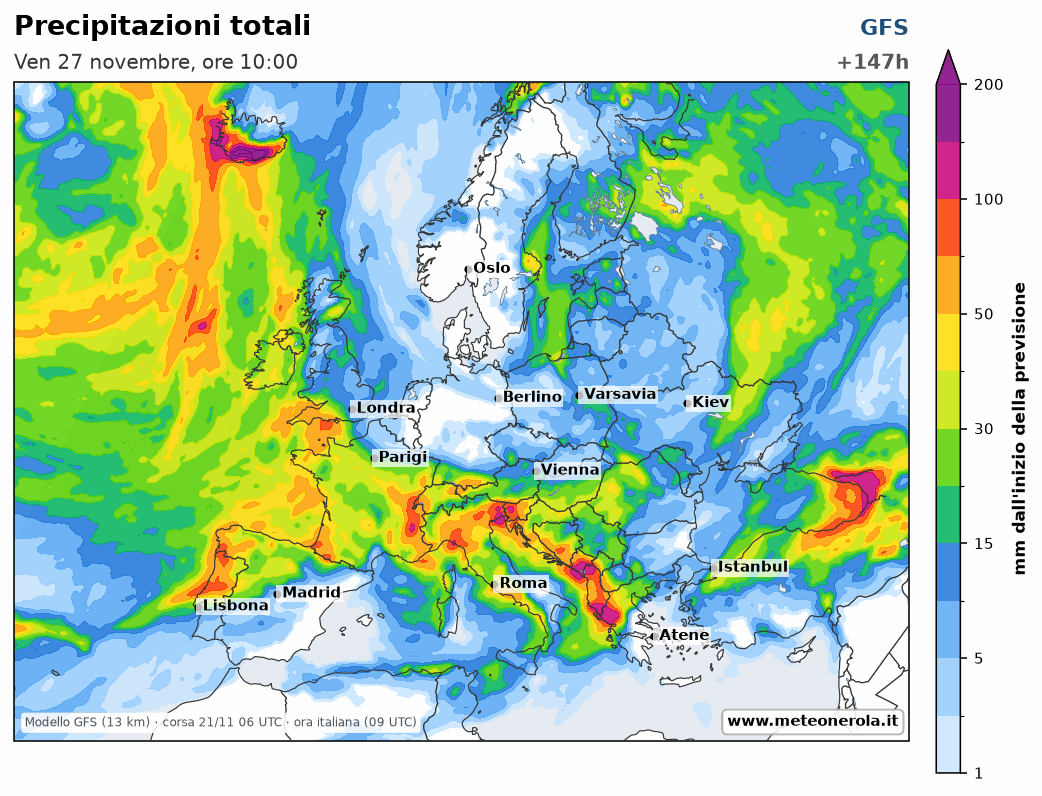 Precipitazioni totali
GFS
Ven 27 novembre, ore 10:00
+147h
200
100
50
30
15
5
1
mm dall'inizio della previsione
Oslo
Berlino
Varsavia
Kiev
Londra
Parigi
Vienna
Istanbul
Roma
Madrid
Lisbona
Atene
Modello GFS (13 km) · corsa 21/11 06 UTC · ora italiana (09 UTC)
www.meteonerola.it